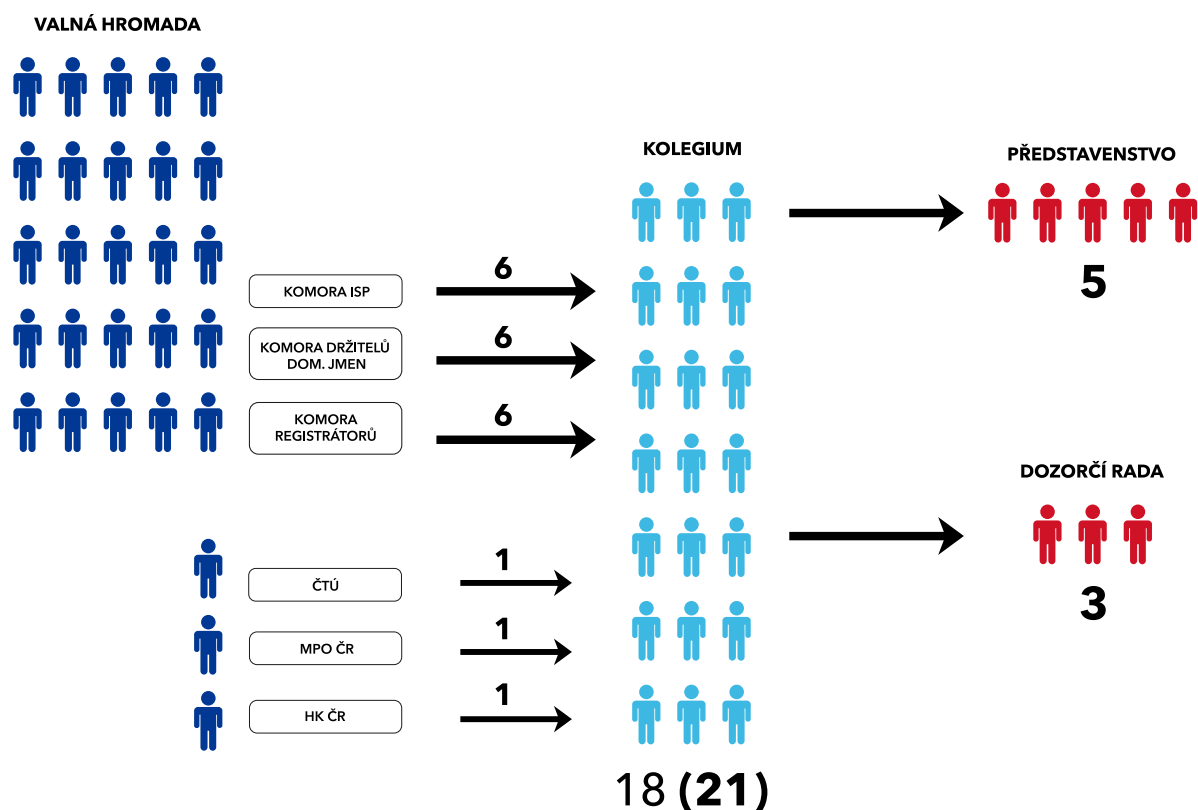 VALNÁ HROMADA
KOMORA ISP
6
KOMORA DRŽITELŮ
DOM. JMEN
6
KOMORA
REGISTRÁTORŮ
6
ČTÚ
1
MPO ČR
1
HK ČR
1
KOLEGIUM
18 (21)
PŘEDSTAVENSTVO
5
DOZORČÍ RADA
3